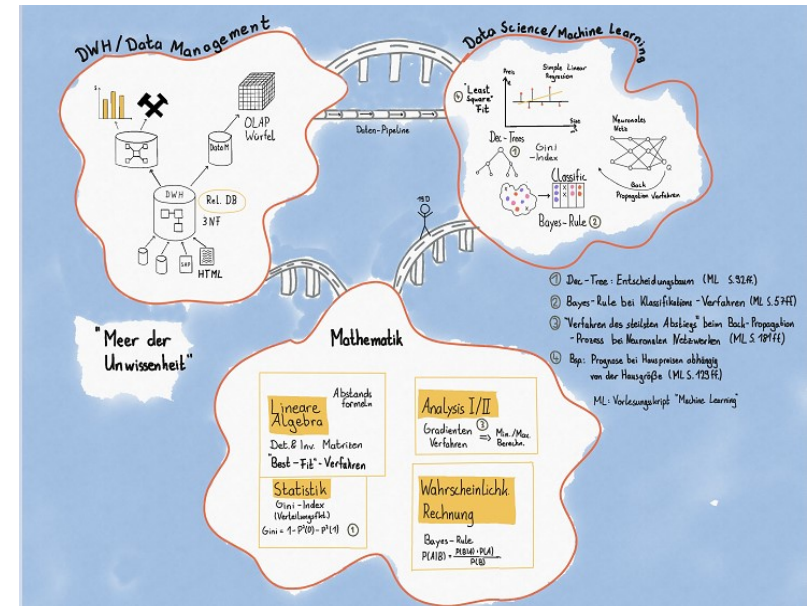 DWH/Data Management
OLAP
Würfel
DataM
DWH
Rel. DB
3NF
SAP
HTML
Daten-Pipeline
Data Science/Machine Learning
Simple Linear
Regression
Preis
④ "Least
Square"
Fit
Size
Dec-Trees
①
Gini
-Index
Neuronales
Netz
Back
Propagation Verfahren
Classific
Bayes-Rule ②
"Meer der
Unwissenheit"
① Dec-Tree: Entscheidungsbaum (ML S.92ff.)
② Bayes-Rule bei Klassifikations-Verfahren (ML S.57ff)
③ "Verfahren des steilsten Abstiegs" beim Back-Propagation
-Prozess bei Neuronalen Netzwerken (ML S.181ff.)
④ Bsp: Prognose bei Hauspreisen abhängig
von der Hausgröße (ML S.129ff.)
ML: Vorlesungsskript "Machine Learning"
Mathematik
Abstands
formeln
Lineare
Algebra
Det.& Inv. Matrizen
"Best-Fit"-Verfahren
Analysis I/II
Gradienten ③
Verfahren ⇒ Min./Max.
Berechn.
Statistik
Gini-Index
(Verteilungsfkt.)
Gini = 1-P²(0)-P²(1) ①
Wahrscheinlichk.
Rechnung
Bayes-Rule
P(A|B) = P(B|A)·P(A)
P(B)